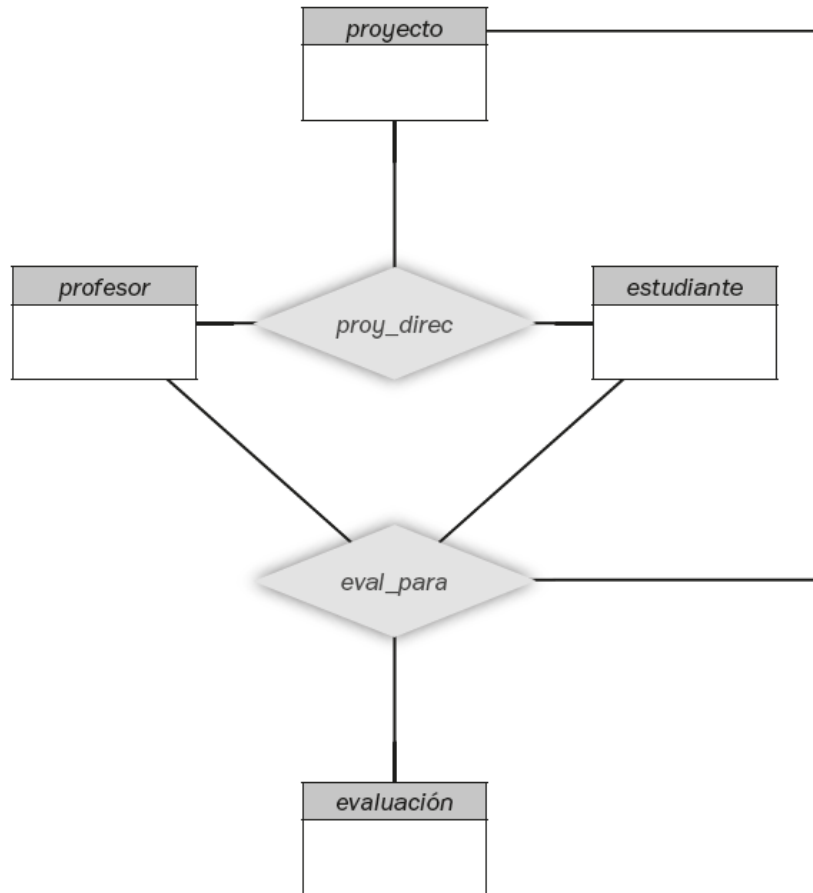 proyecto
profesor
estudiante
proy_direc
eval_para
evaluación